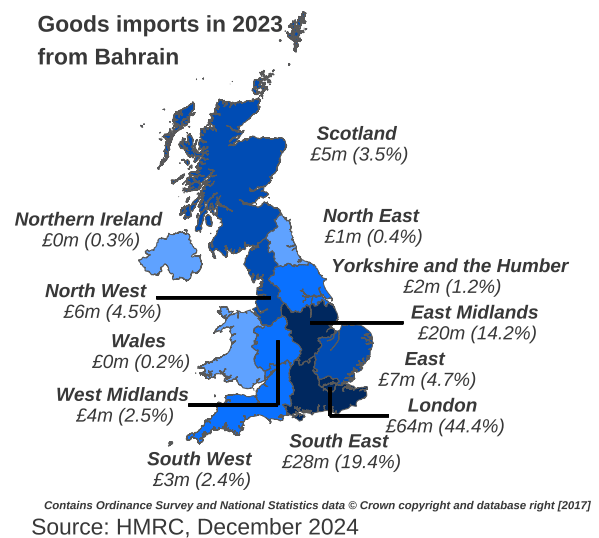 Goods imports in 2023
from Bahrain
Scotland
£5m (3.5%)
Northern Ireland
£0m (0.3%)
North East
£1m (0.4%)
Yorkshire and the Humber
£2m (1.2%)
North West
£6m (4.5%)
East Midlands
£20m (14.2%)
Wales
£0m (0.2%)
East
£7m (4.7%)
West Midlands
£4m (2.5%)
London
£64m (44.4%)
South East
£28m (19.4%)
South West
£3m (2.4%)
Contains Ordinance Survey and National Statistics data © Crown copyright and database right [2017]
Source: HMRC, December 2024